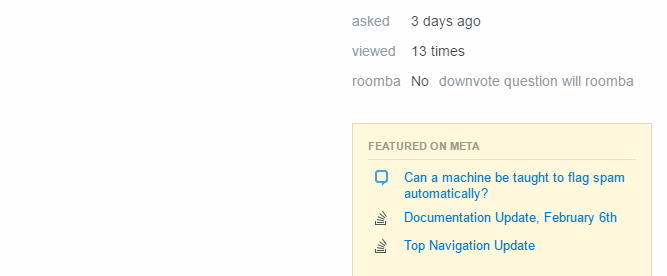 asked 3 days ago
viewed 13 times
roomba No downvote question will roomba
FEATURED ON META
Can a machine be taught to flag spam
automatically?
Documentation Update, February 6th
Top Navigation Update